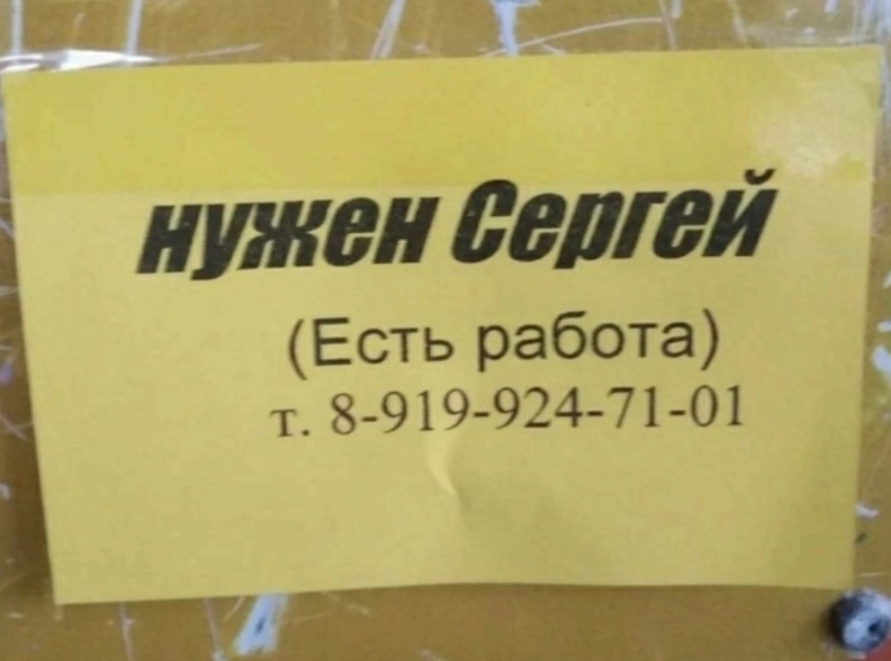 нужен Сергей
(Есть работа)
т. 8-919-924-71-01